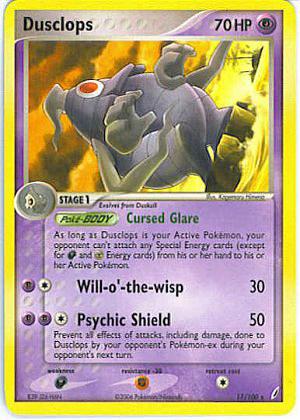 Dusclops 70 HP
Illus. Kagemaru Himeno
STAGE 1 Evolves from Duskull
Poké-BODY Cursed Glare
As long as Dusclops is your Active Pokémon, your
opponent can't attach any Special Energy cards (except
for and Energy cards) from his or her hand to his or
her Active Pokémon.
Will-o'-the-wisp 30
Psychic Shield 50
Prevent all effects of attacks, including damage, done to
Dusclops by your opponent's Pokémon-ex during your
opponent's next turn.
weakness resistance -30 retreat cost
©2006 Pokémon/Nintendo
17/100